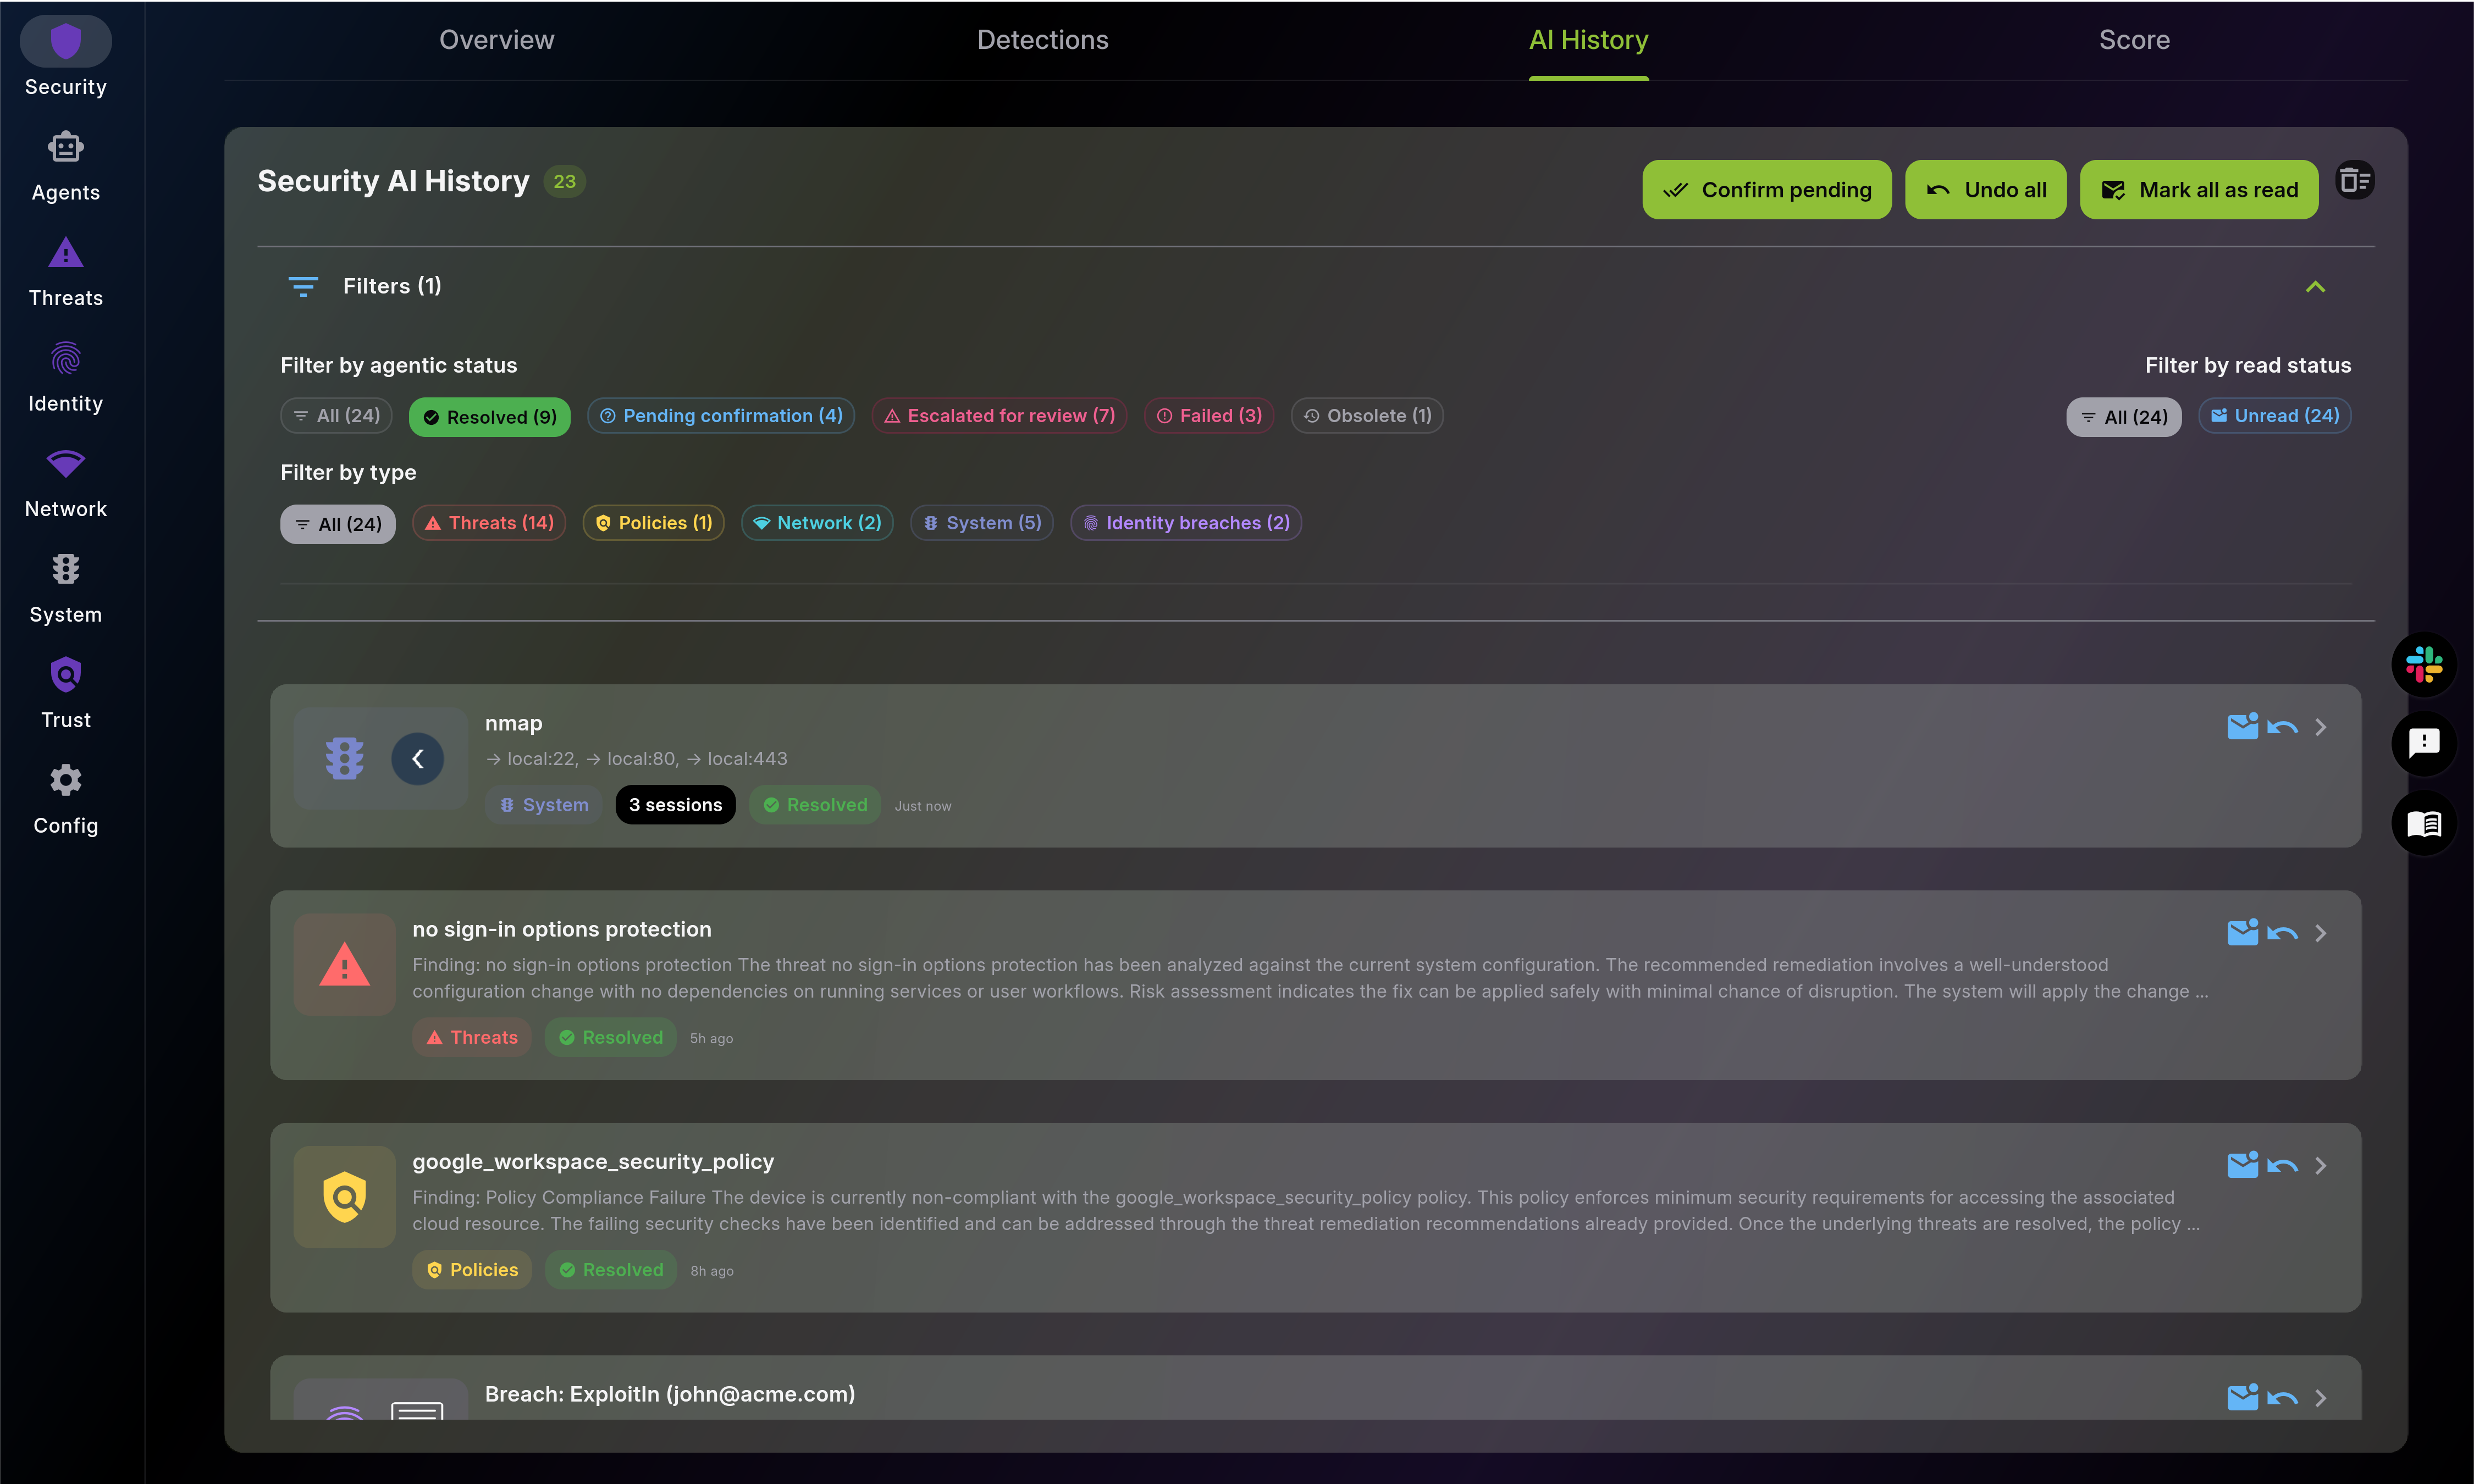 Overview
Detections
AI History
Score
Security
Agents
Threats
Identity
Network
System
Trust
Config
Security AI History 23
Confirm pending
Undo all
Mark all as read
Filters (1)
Filter by agentic status
Filter by read status
All (24)
Resolved (9)
Pending confirmation (4)
Escalated for review (7)
Failed (3)
Obsolete (1)
All (24)
Unread (24)
Filter by type
All (24)
Threats (14)
Policies (1)
Network (2)
System (5)
Identity breaches (2)
nmap
→ local:22, → local:80, → local:443
System
3 sessions
Resolved
Just now
no sign-in options protection
Finding: no sign-in options protection The threat no sign-in options protection has been analyzed against the current system configuration. The recommended remediation involves a well-understood
configuration change with no dependencies on running services or user workflows. Risk assessment indicates the fix can be applied safely with minimal chance of disruption. The system will apply the change ...
Threats
Resolved
5h ago
google_workspace_security_policy
Finding: Policy Compliance Failure The device is currently non-compliant with the google_workspace_security_policy policy. This policy enforces minimum security requirements for accessing the associated
cloud resource. The failing security checks have been identified and can be addressed through the threat remediation recommendations already provided. Once the underlying threats are resolved, the policy ...
Policies
Resolved
8h ago
Breach: ExploitIn (john@acme.com)